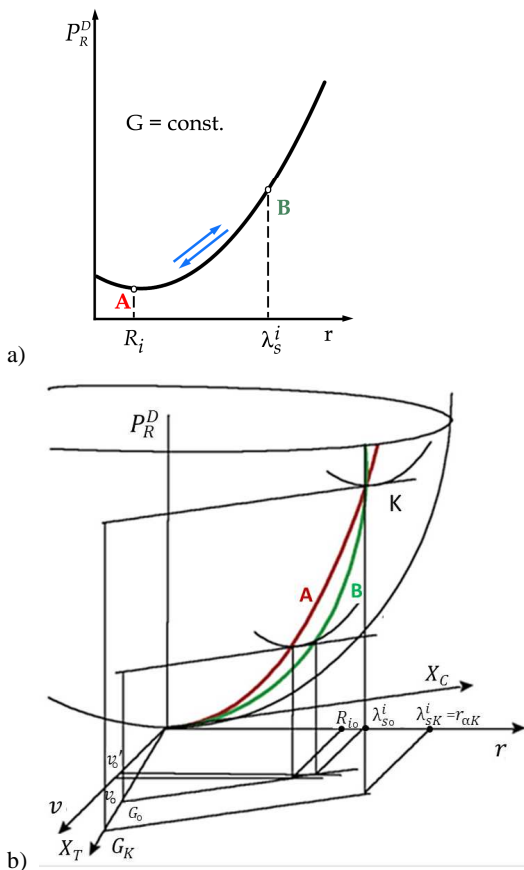 P_R^D
G = const.
B
A
R_i
λ_s^i
r
a)
P_R^D
K
A
B
X_C
R_io
λ_so^i
λ_sK^i = r_αK
r
v_o'
v_o
G_o
v
X_T
G_K
b)